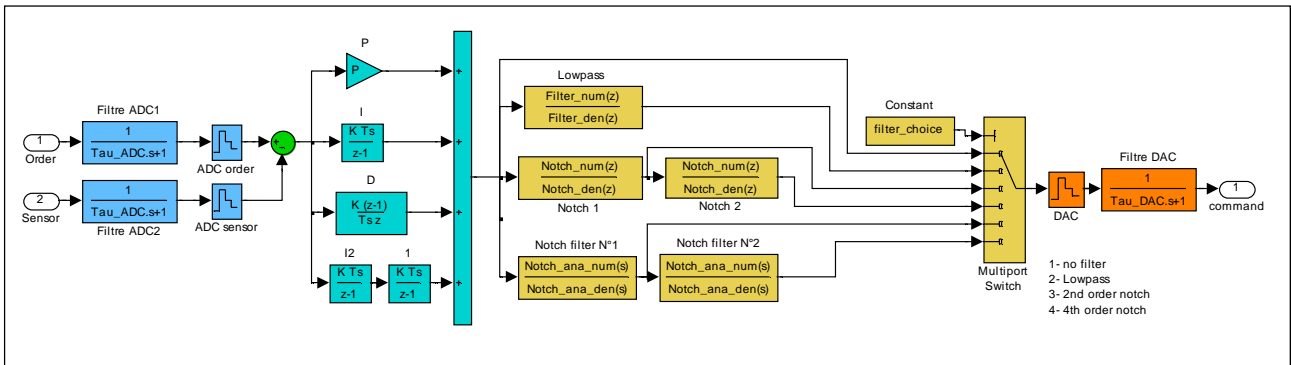 P
P
Filtre ADC1
1
Order
1
Tau_ADC.s+1
ADC order
2
Sensor
1
Tau_ADC.s+1
Filtre ADC2
ADC sensor
I
K Ts
z-1
D
K (z-1)
Ts z
I2
K Ts
z-1
1
K Ts
z-1
Lowpass
Filter_num(z)
Filter_den(z)
Notch_num(z)
Notch_den(z)
Notch 1
Notch_num(z)
Notch_den(z)
Notch 2
Notch filter N°1
Notch_ana_num(s)
Notch_ana_den(s)
Notch filter N°2
Notch_ana_num(s)
Notch_ana_den(s)
Constant
filter_choice
Multiport
Switch
DAC
Filtre DAC
1
Tau_DAC.s+1
1
command
1- no filter
2- Lowpass
3- 2nd order notch
4- 4th order notch